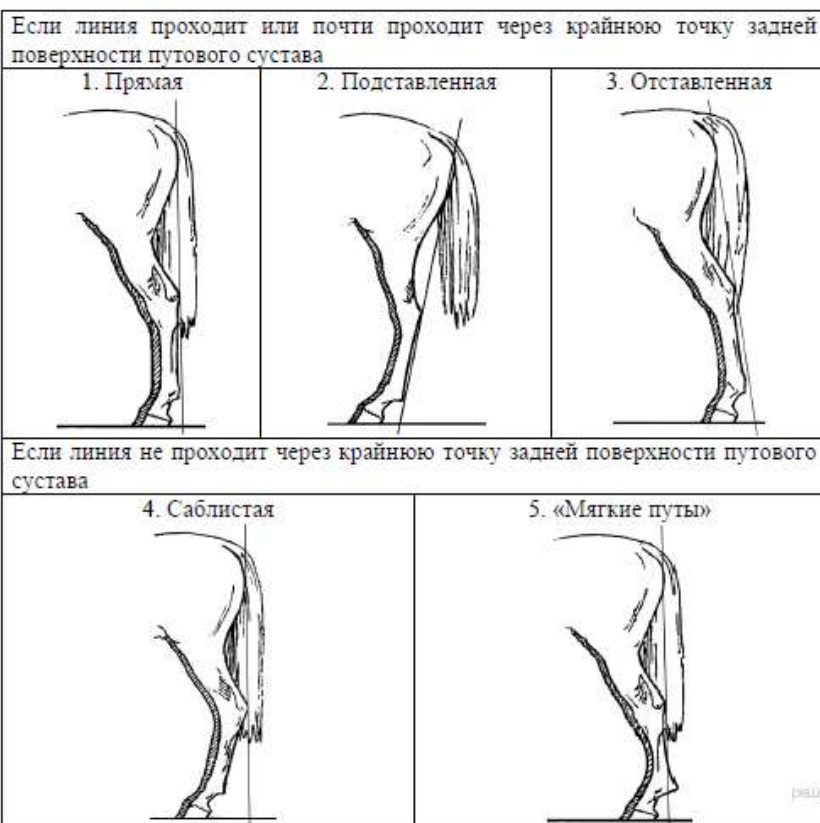 Если линия проходит или почти проходит через крайнюю точку задней
поверхности путового сустава
1. Прямая
2. Подставленная
3. Отставленная
Если линия не проходит через крайнюю точку задней поверхности путового
сустава
4. Саблистая
5. «Мягкие путы»